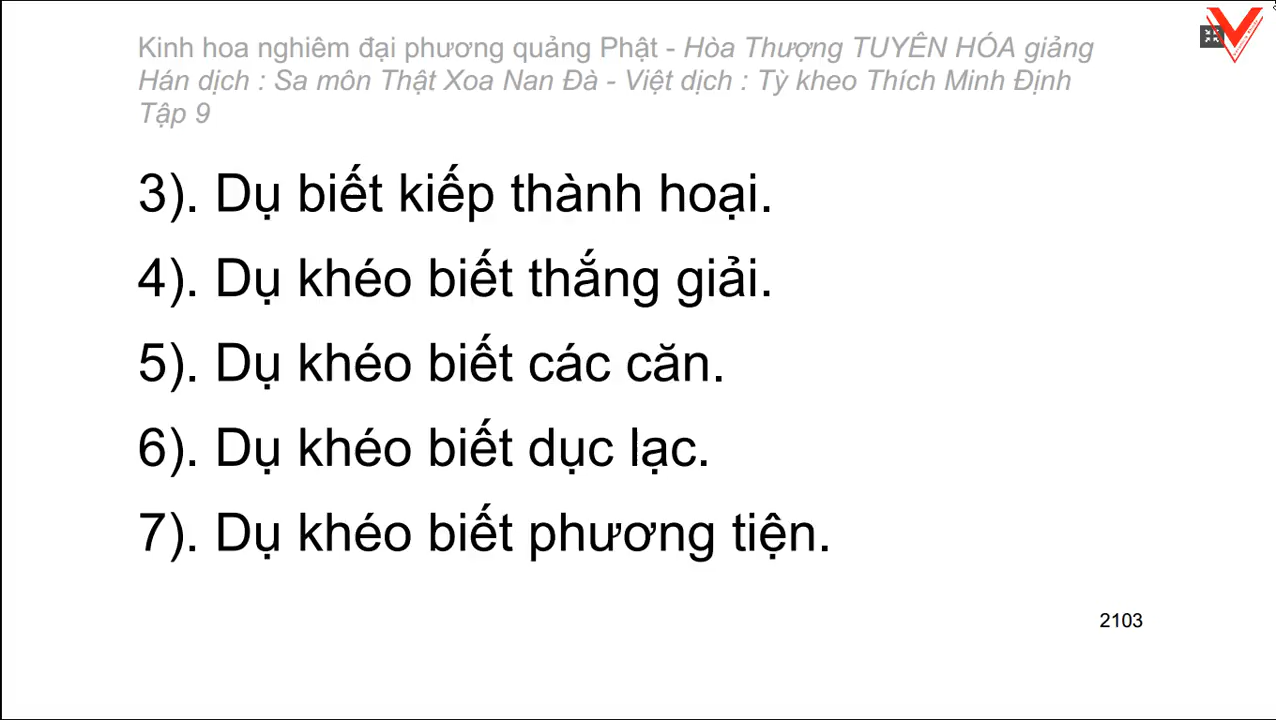 Kinh hoa nghiêm đại phương quảng Phật - Hòa Thượng TUYÊN HÓA giảng
Hán dịch : Sa môn Thật Xoa Nan Đà - Việt dịch : Tỳ kheo Thích Minh Định
Tập 9
3). Dụ biết kiếp thành hoại.
4). Dụ khéo biết thắng giải.
5). Dụ khéo biết các căn.
6). Dụ khéo biết dục lạc.
7). Dụ khéo biết phương tiện.
2103